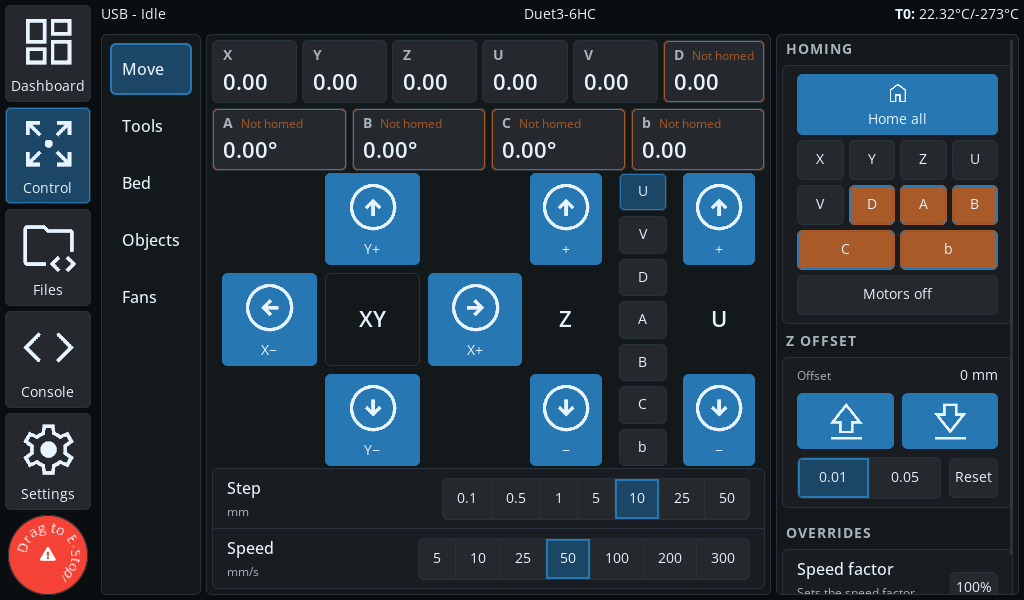 USB - Idle
Duet3-6HC
T0: 22.32°C/-273°C
Dashboard
Control
Files
Console
Settings
Drag to E-Stop!
Move
Tools
Bed
Objects
Fans
X
0.00
Y
0.00
Z
0.00
U
0.00
V
0.00
D Not homed
0.00
A Not homed
0.00°
B Not homed
0.00°
C Not homed
0.00°
b Not homed
0.00
Y+
X−
XY
X+
Y−
+
Z
−
U
V
D
A
B
C
b
+
U
−
Step
mm
0.1 0.5 1 5 10 25 50
Speed
mm/s
5 10 25 50 100 200 300
HOMING
Home all
X Y Z U
V D A B
C b
Motors off
Z OFFSET
Offset 0 mm
0.01 0.05 Reset
OVERRIDES
Speed factor
Sets the speed factor
100%